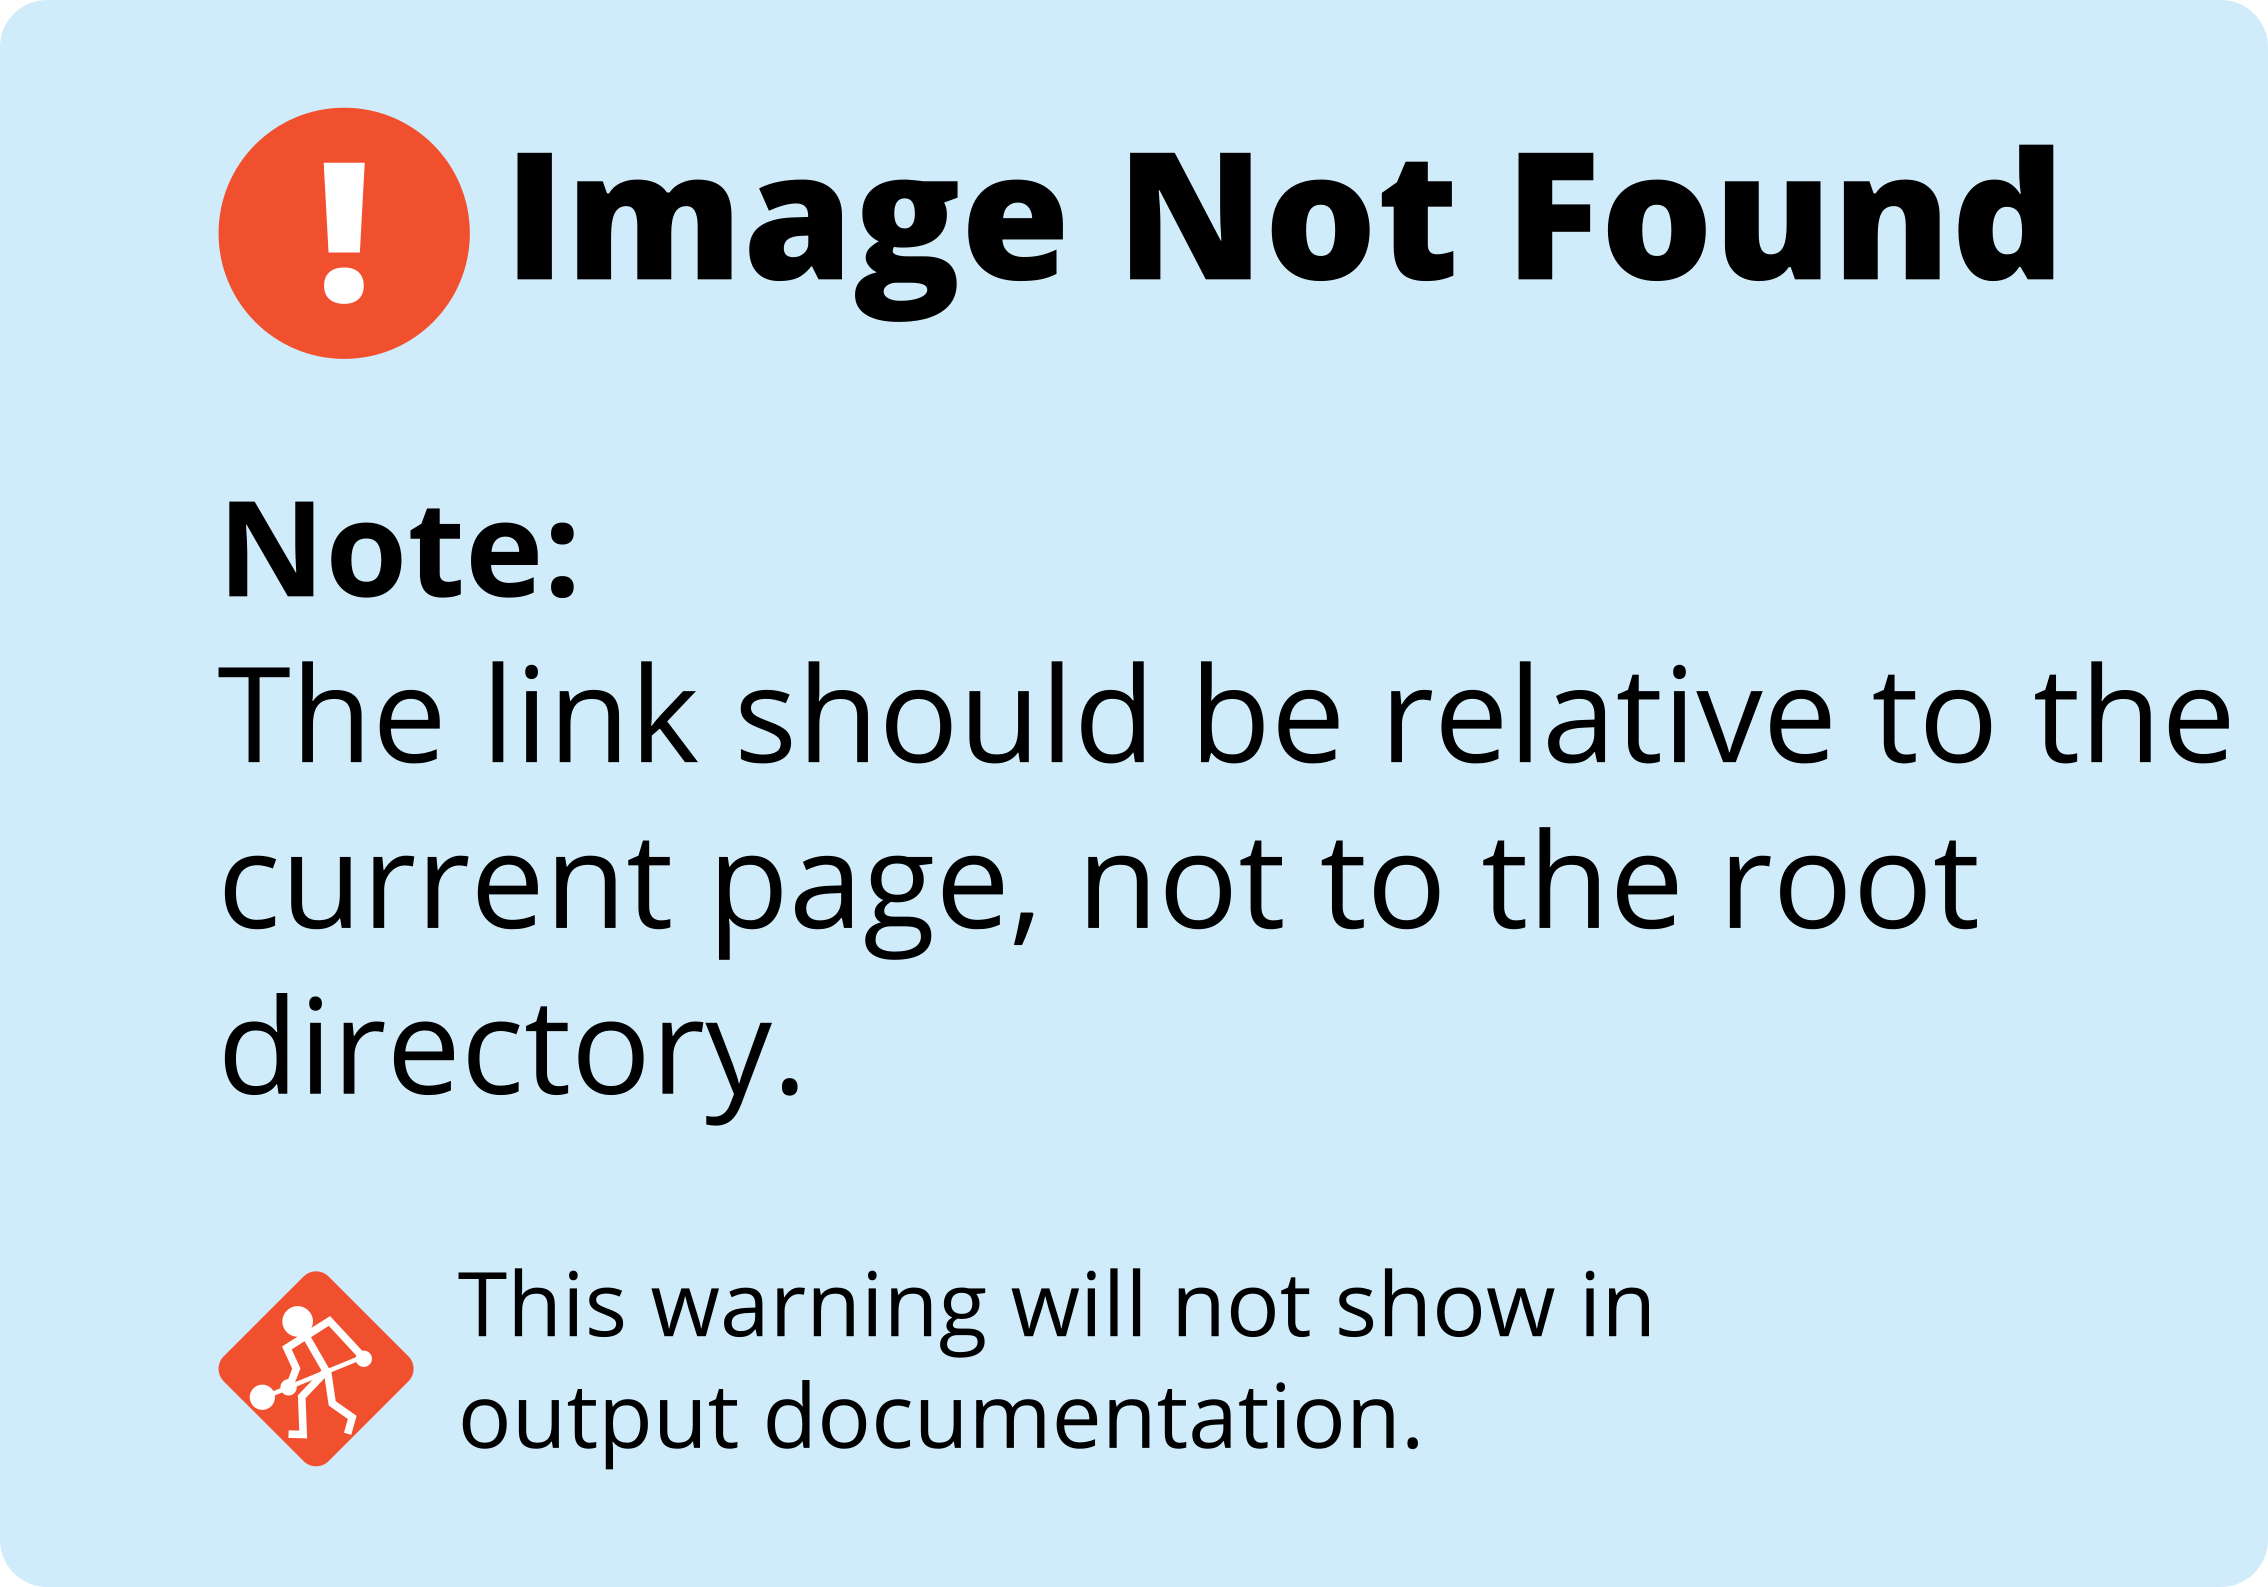 ! Image Not Found
Note:
The link should be relative to the
current page, not to the root
directory.
This warning will not show in
output documentation.